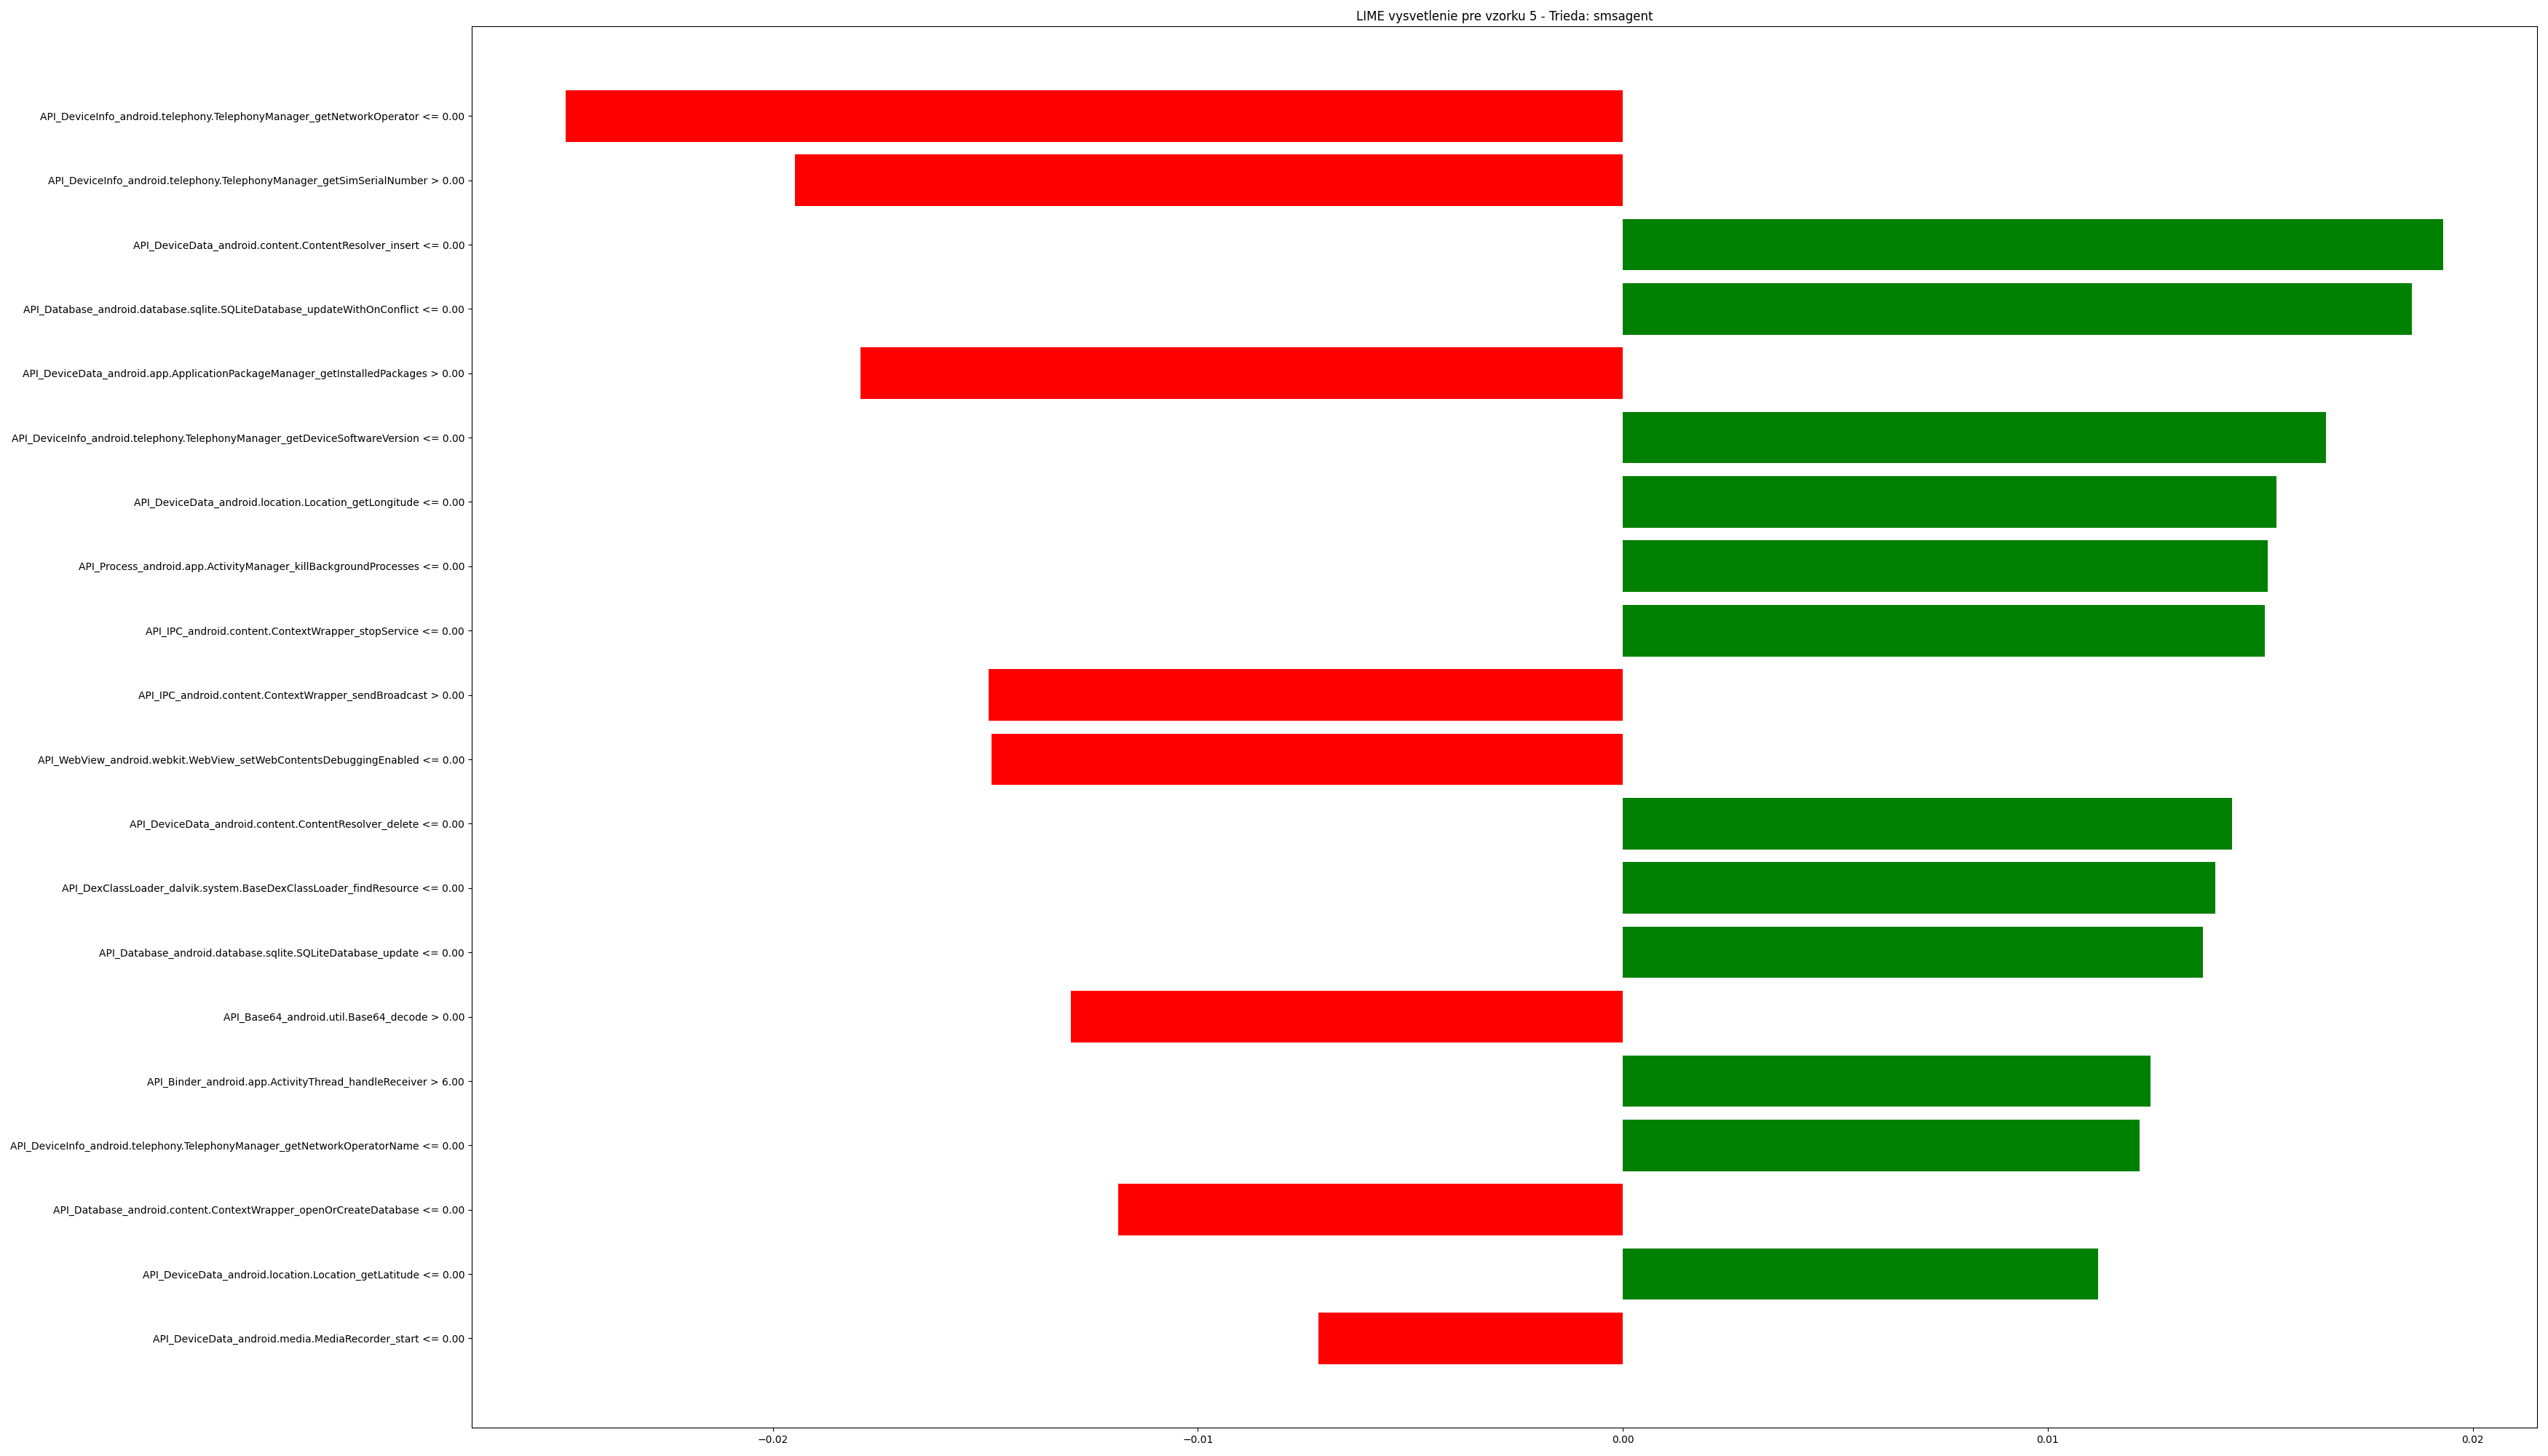 LIME vysvetlenie pre vzorku 5 - Trieda: smsagent
API_DeviceInfo_android.telephony.TelephonyManager_getNetworkOperator <= 0.00
API_DeviceInfo_android.telephony.TelephonyManager_getSimSerialNumber > 0.00
API_DeviceData_android.content.ContentResolver_insert <= 0.00
API_Database_android.database.sqlite.SQLiteDatabase_updateWithOnConflict <= 0.00
API_DeviceData_android.app.ApplicationPackageManager_getInstalledPackages > 0.00
API_DeviceInfo_android.telephony.TelephonyManager_getDeviceSoftwareVersion <= 0.00
API_DeviceData_android.location.Location_getLongitude <= 0.00
API_Process_android.app.ActivityManager_killBackgroundProcesses <= 0.00
API_IPC_android.content.ContextWrapper_stopService <= 0.00
API_IPC_android.content.ContextWrapper_sendBroadcast > 0.00
API_WebView_android.webkit.WebView_setWebContentsDebuggingEnabled <= 0.00
API_DeviceData_android.content.ContentResolver_delete <= 0.00
API_DexClassLoader_dalvik.system.BaseDexClassLoader_findResource <= 0.00
API_Database_android.database.sqlite.SQLiteDatabase_update <= 0.00
API_Base64_android.util.Base64_decode > 0.00
API_Binder_android.app.ActivityThread_handleReceiver > 6.00
API_DeviceInfo_android.telephony.TelephonyManager_getNetworkOperatorName <= 0.00
API_Database_android.content.ContextWrapper_openOrCreateDatabase <= 0.00
API_DeviceData_android.location.Location_getLatitude <= 0.00
API_DeviceData_android.media.MediaRecorder_start <= 0.00
−0.02 −0.01 0.00 0.01 0.02